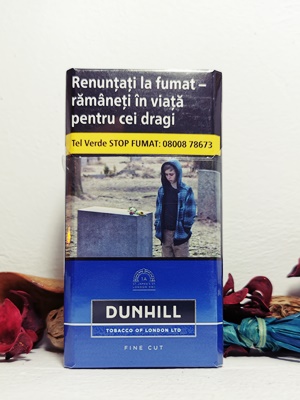 Renunțați la fumat –
rămâneți în viață
pentru cei dragi
Tel Verde STOP FUMAT: 08008 78673
DUNHILL
TOBACCO OF LONDON LTD
FINE CUT